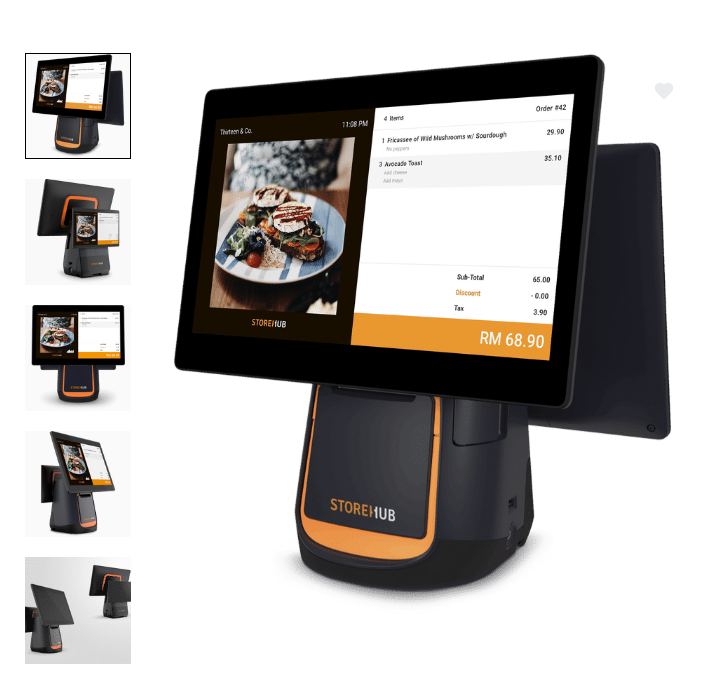 Thirteen & Co.
11:08 PM
4 Items
Order #42
1 Fricassee of Wild Mushrooms w/ Sourdough
29.90
No peppers
3 Avocado Toast
35.10
Add cheese
Add mayo
Sub-Total
65.00
Discount
- 0.00
Tax
3.90
RM 68.90
STOREHUB
STOREHUB